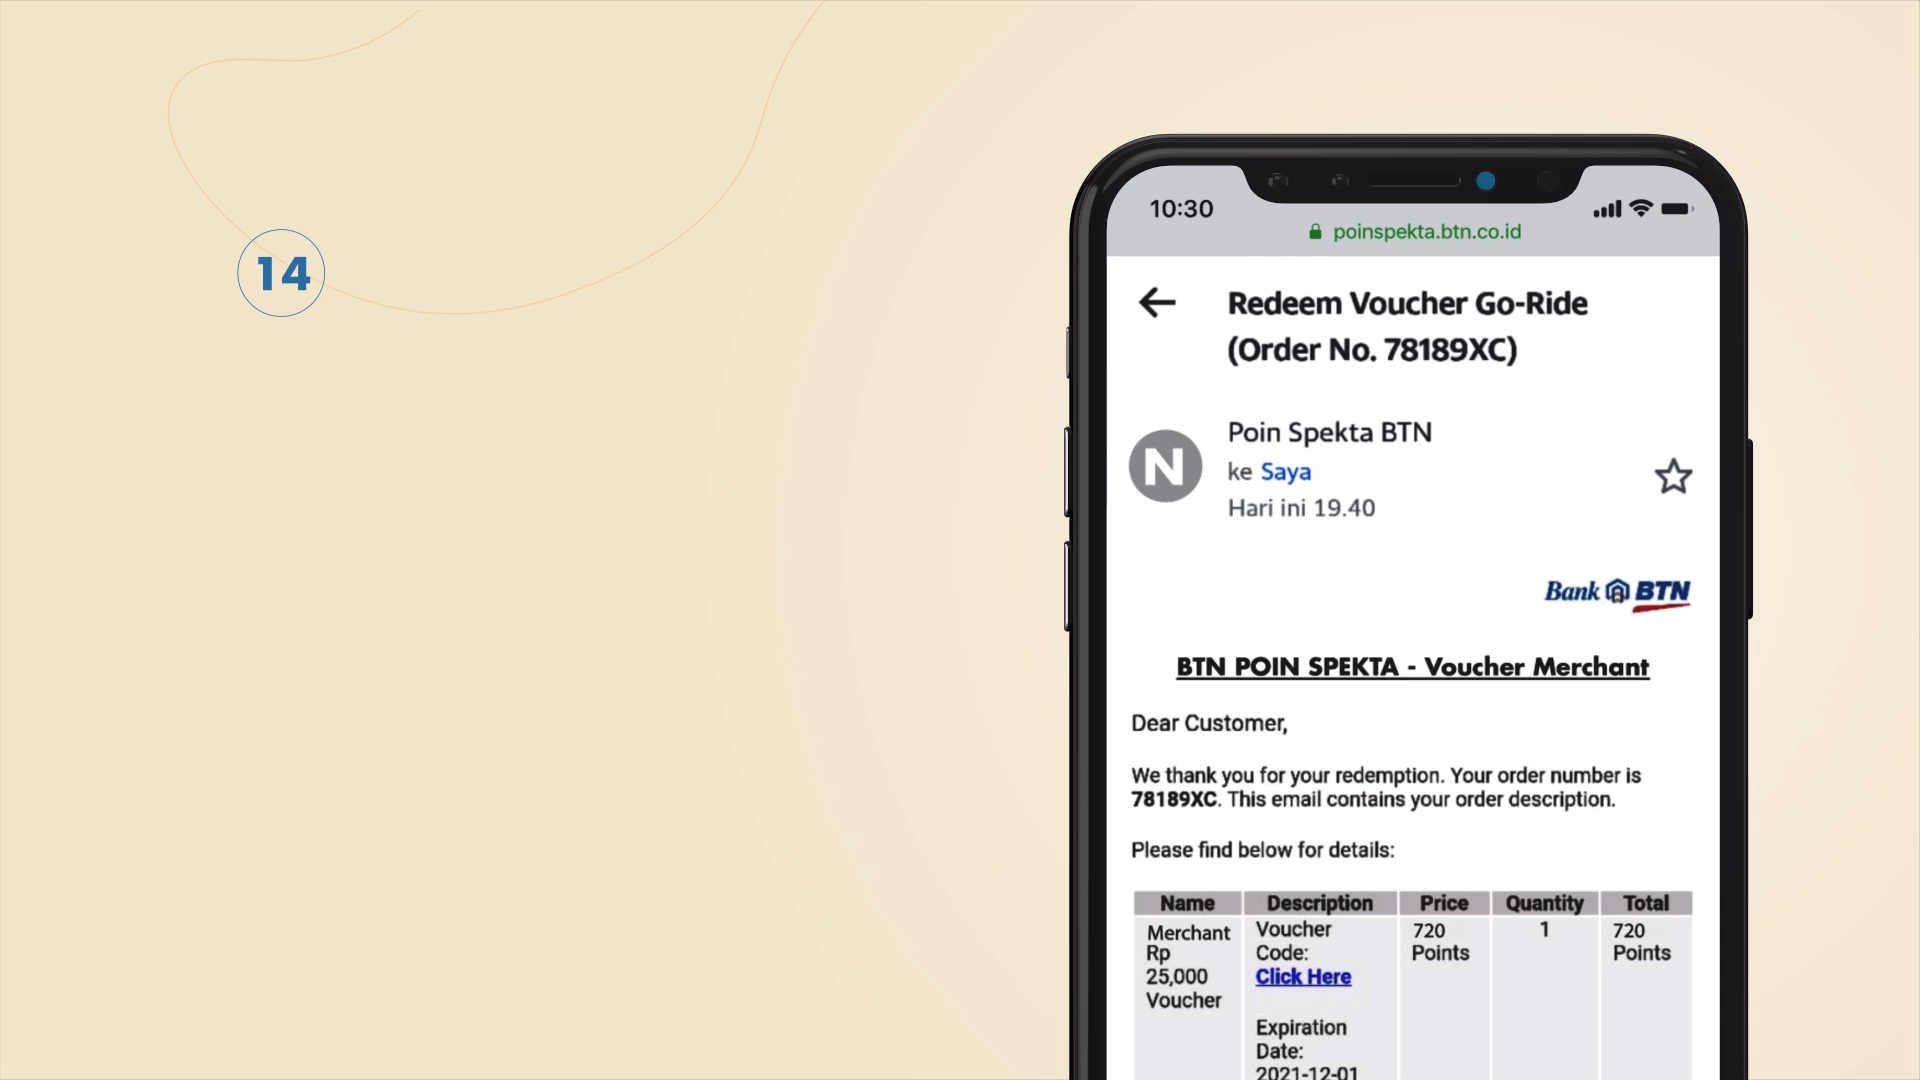 14
10:30
poinspekta.btn.co.id
Redeem Voucher Go-Ride
(Order No. 78189XC)
N
Poin Spekta BTN
ke Saya
Hari ini 19.40
Bank BTN
BTN POIN SPEKTA - Voucher Merchant
Dear Customer,
We thank you for your redemption. Your order number is
78189XC. This email contains your order description.
Please find below for details:
Name Description Price Quantity Total
Merchant Voucher 720 1 720
Rp Code: Points Points
25,000 Click Here
Voucher
Expiration
Date:
2021-12-01